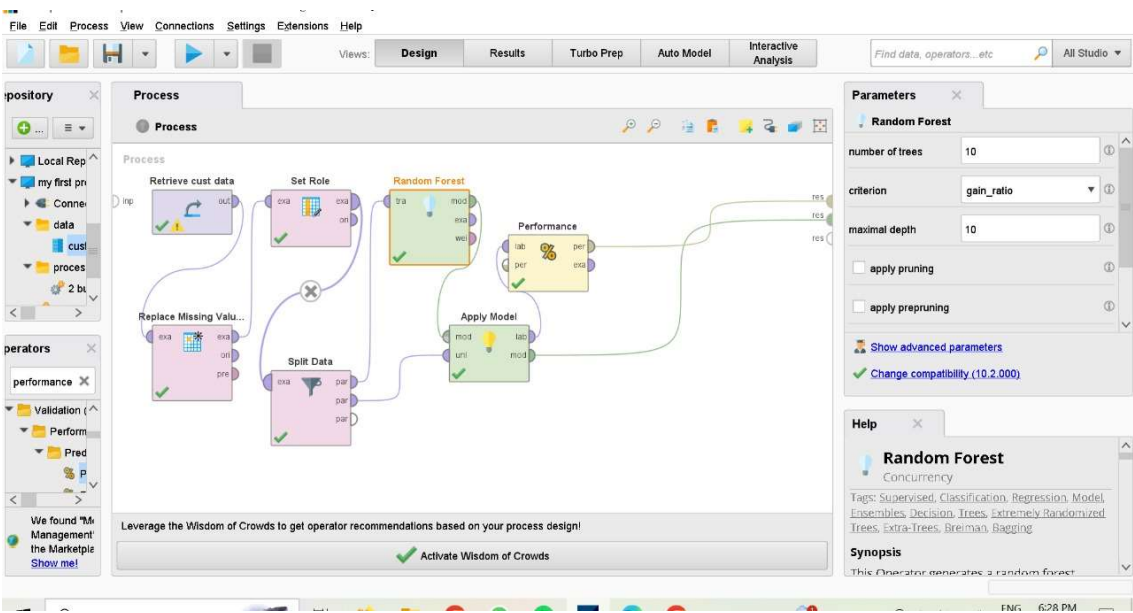 File Edit Process View Connections Settings Extensions Help
Views: Design Results Turbo Prep Auto Model Interactive Analysis
Find data, operators...etc All Studio
Process
Process
Process
inp
Retrieve cust data
out
Set Role
exa exa
ori
Random Forest
tra mod
exa
wei
Performance
lab per
per exa
res
res
res
Replace Missing Valu...
exa exa
ori
pre
Split Data
exa par
par
par
Apply Model
mod lab
unl mod
Leverage the Wisdom of Crowds to get operator recommendations based on your process design!
Activate Wisdom of Crowds
pository
...
Local Rep
my first pro
Conne
data
cust
proces
2 bu
perators
performance
Validation (
Perform
Pred
P
We found "M
Management'
the Marketpla
Show me!
Parameters
Random Forest
number of trees 10
criterion gain_ratio
maximal depth 10
apply pruning
apply prepruning
Show advanced parameters
Change compatibility (10.2.000)
Help
Random Forest
Concurrency
Tags: Supervised, Classification, Regression, Model,
Ensembles, Decision, Trees, Extremely Randomized
Trees, Extra-Trees, Breiman, Bagging
Synopsis
This Operator generates a random forest
ENG 6:28 PM